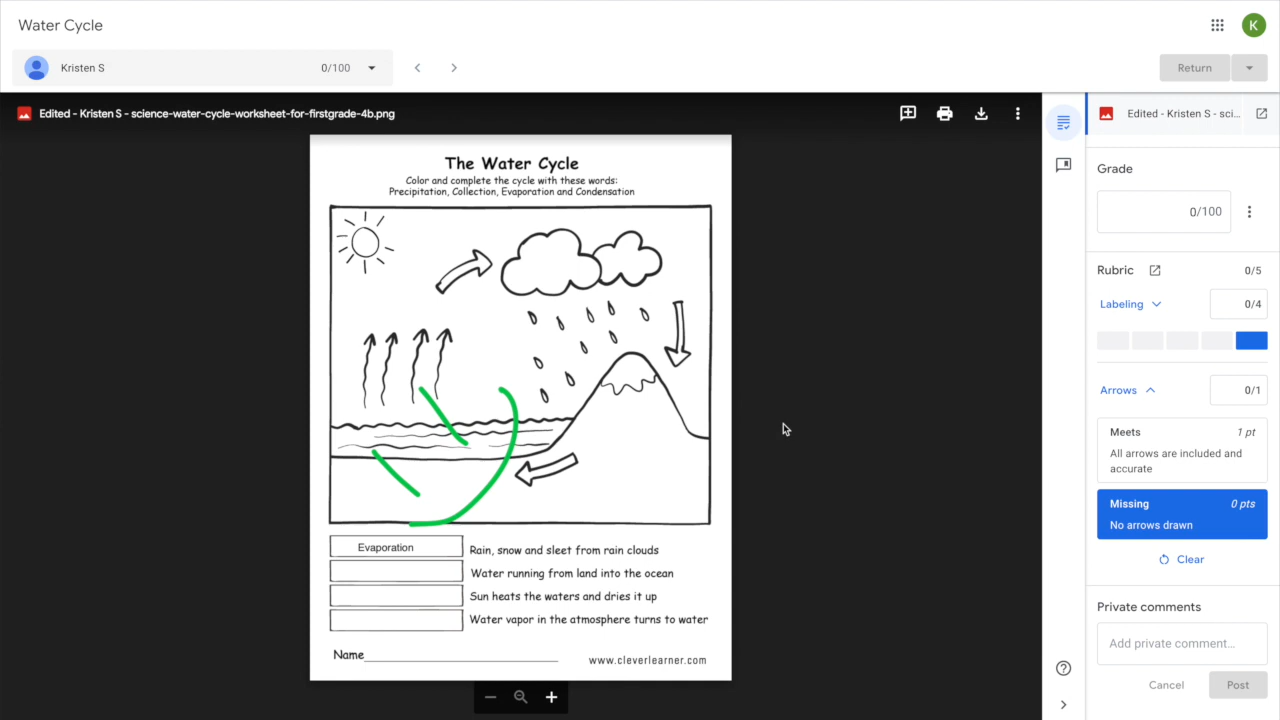 Water Cycle
K
Kristen S
0/100
Return
Edited - Kristen S - science-water-cycle-worksheet-for-firstgrade-4b.png
Edited - Kristen S - sci...
The Water Cycle
Color and complete the cycle with these words:
Precipitation, Collection, Evaporation and Condensation
Evaporation
Rain, snow and sleet from rain clouds
Water running from land into the ocean
Sun heats the waters and dries it up
Water vapor in the atmosphere turns to water
Name
www.cleverlearner.com
Grade
0/100
Rubric
0/5
Labeling
0/4
Arrows
0/1
Meets
1 pt
All arrows are included and
accurate
Missing
0 pts
No arrows drawn
Clear
Private comments
Add private comment...
Cancel
Post